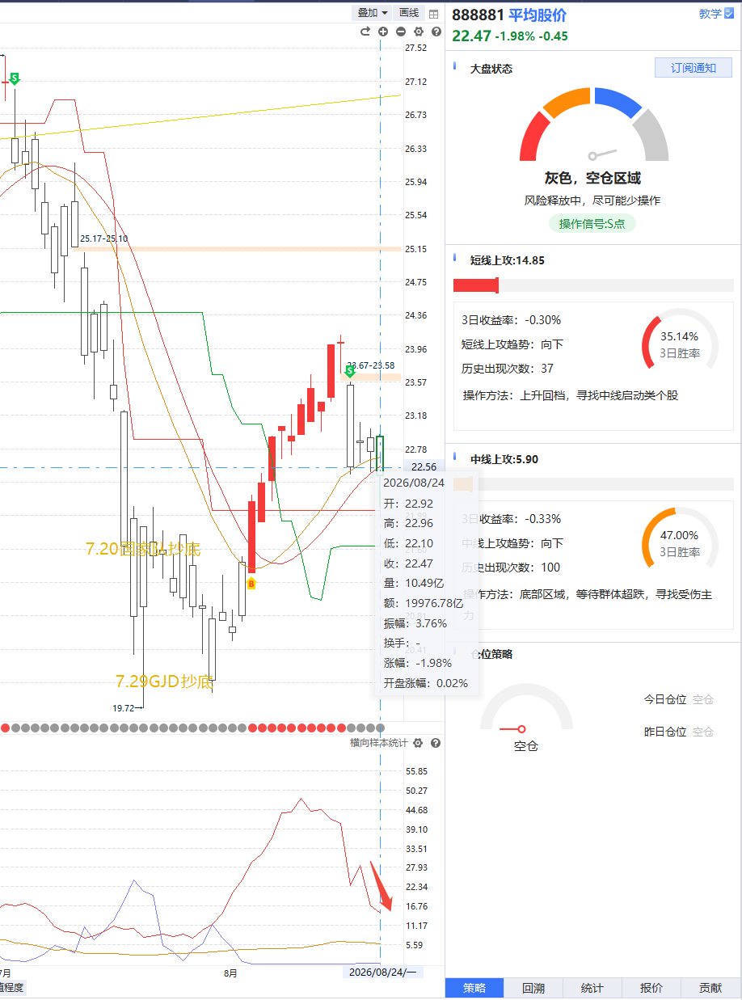 叠加 画线
888881 平均股价 教学
22.47 -1.98% -0.45
27.52
27.12
26.73
26.33
25.94
25.54
25.15
24.75
24.36
23.96
23.57
23.18
22.78
22.56
S
25.17-25.10
23.67-23.58
S
7.20国家队抄底
B
7.29GJD抄底
19.72
2026/08/24
开：22.92
高：22.96
低：22.10
收：22.47
量：10.49亿
额：19976.78亿
振幅：3.76%
换手：-
涨幅：-1.98%
开盘涨幅：0.02%
21.99
20.81
20.41
横向样本统计
55.85
50.27
44.68
39.10
33.51
27.93
22.34
16.76
11.17
5.59
7月
8月
2026/08/24/一
值程度
大盘状态
订阅通知
灰色，空仓区域
风险释放中，尽可能少操作
操作信号:S点
短线上攻:14.85
3日收益率：-0.30%
短线上攻趋势：向下
历史出现次数：37
35.14%
3日胜率
操作方法：上升回档，寻找中线启动类个股
中线上攻:5.90
3日收益率：-0.33%
中线上攻趋势：向下
历史出现次数：100
47.00%
3日胜率
操作方法：底部区域，等待群体超跌，寻找受伤主
力
仓位策略
空仓
今日仓位 空仓
昨日仓位 空仓
策略 回溯 统计 报价 贡献